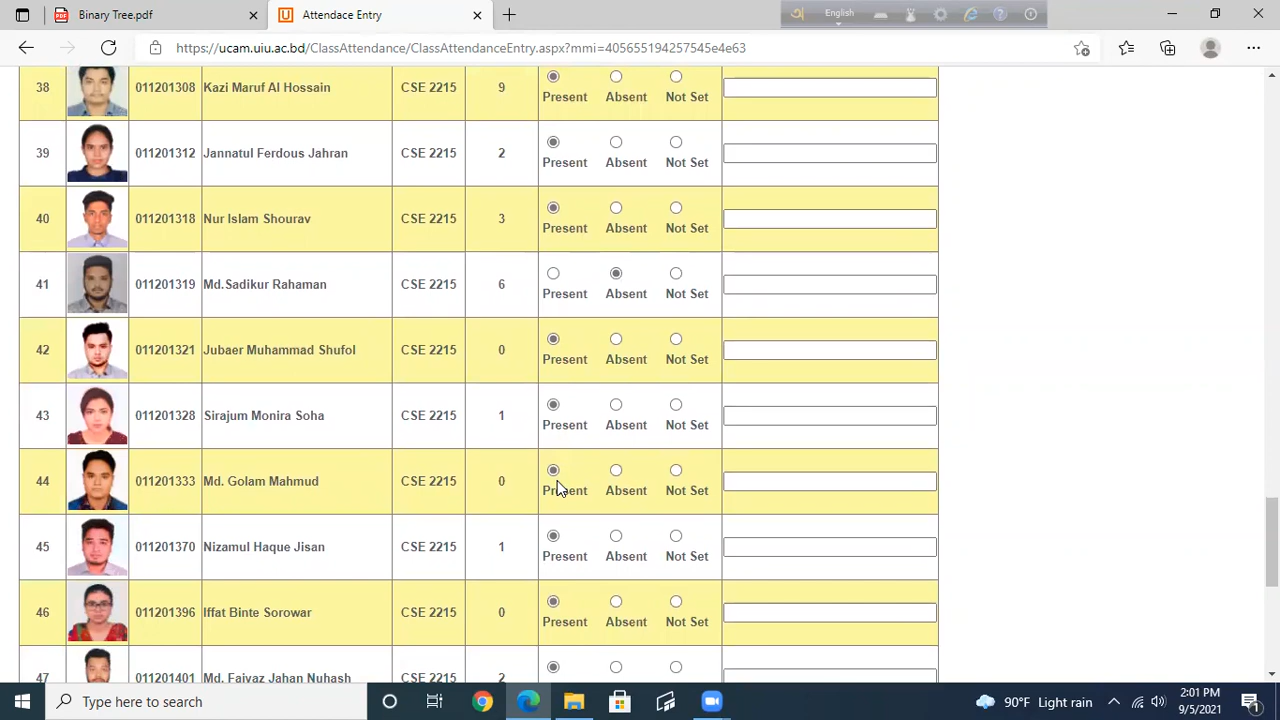 Binary Tree.pdf
Attendace Entry
English
https://ucam.uiu.ac.bd/ClassAttendance/ClassAttendanceEntry.aspx?mmi=405655194257545e4e63
38 011201308 Kazi Maruf Al Hossain CSE 2215 9 Present Absent Not Set
39 011201312 Jannatul Ferdous Jahran CSE 2215 2 Present Absent Not Set
40 011201318 Nur Islam Shourav CSE 2215 3 Present Absent Not Set
41 011201319 Md.Sadikur Rahaman CSE 2215 6 Present Absent Not Set
42 011201321 Jubaer Muhammad Shufol CSE 2215 0 Present Absent Not Set
43 011201328 Sirajum Monira Soha CSE 2215 1 Present Absent Not Set
44 011201333 Md. Golam Mahmud CSE 2215 0 Present Absent Not Set
45 011201370 Nizamul Haque Jisan CSE 2215 1 Present Absent Not Set
46 011201396 Iffat Binte Sorowar CSE 2215 0 Present Absent Not Set
47 011201401 Md. Faiyaz Jahan Nuhash CSE 2215 2
Type here to search
90°F Light rain
2:01 PM
9/5/2021